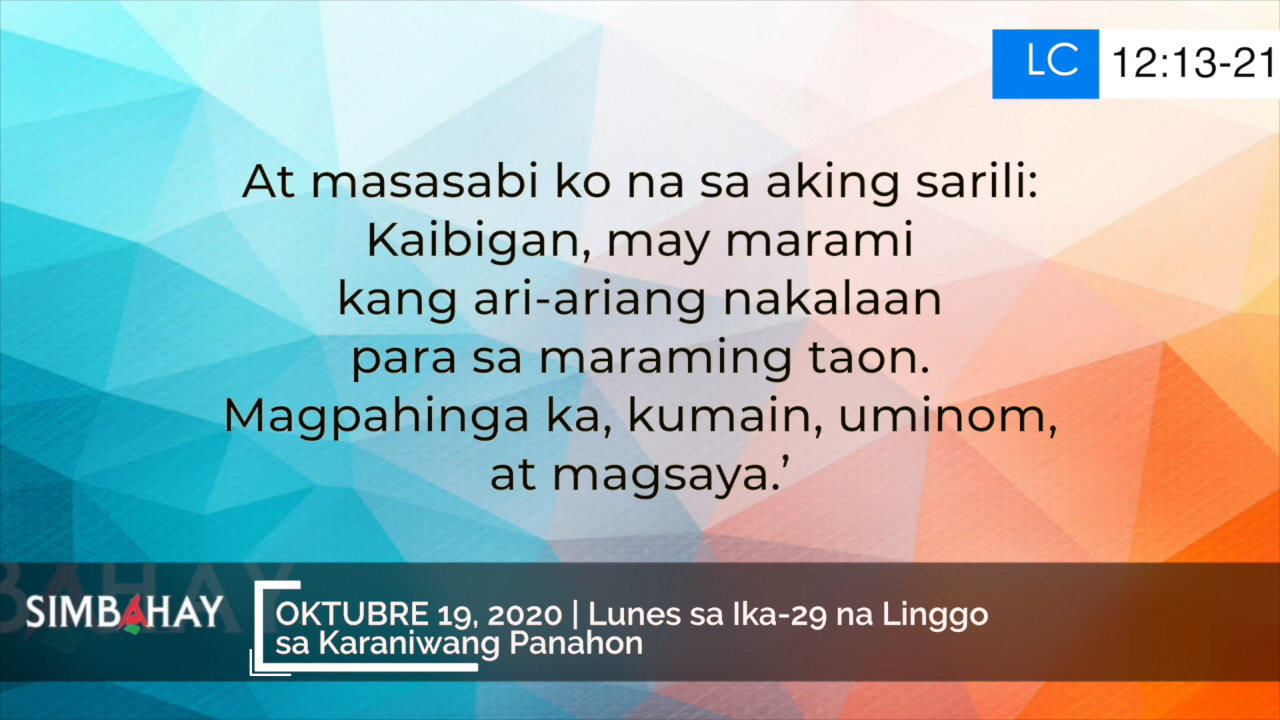 LC 12:13-21
At masasabi ko na sa aking sarili:
Kaibigan, may marami
kang ari-ariang nakalaan
para sa maraming taon.
Magpahinga ka, kumain, uminom,
at magsaya.’
SIMBAHAY
OKTUBRE 19, 2020 | Lunes sa Ika-29 na Linggo
sa Karaniwang Panahon